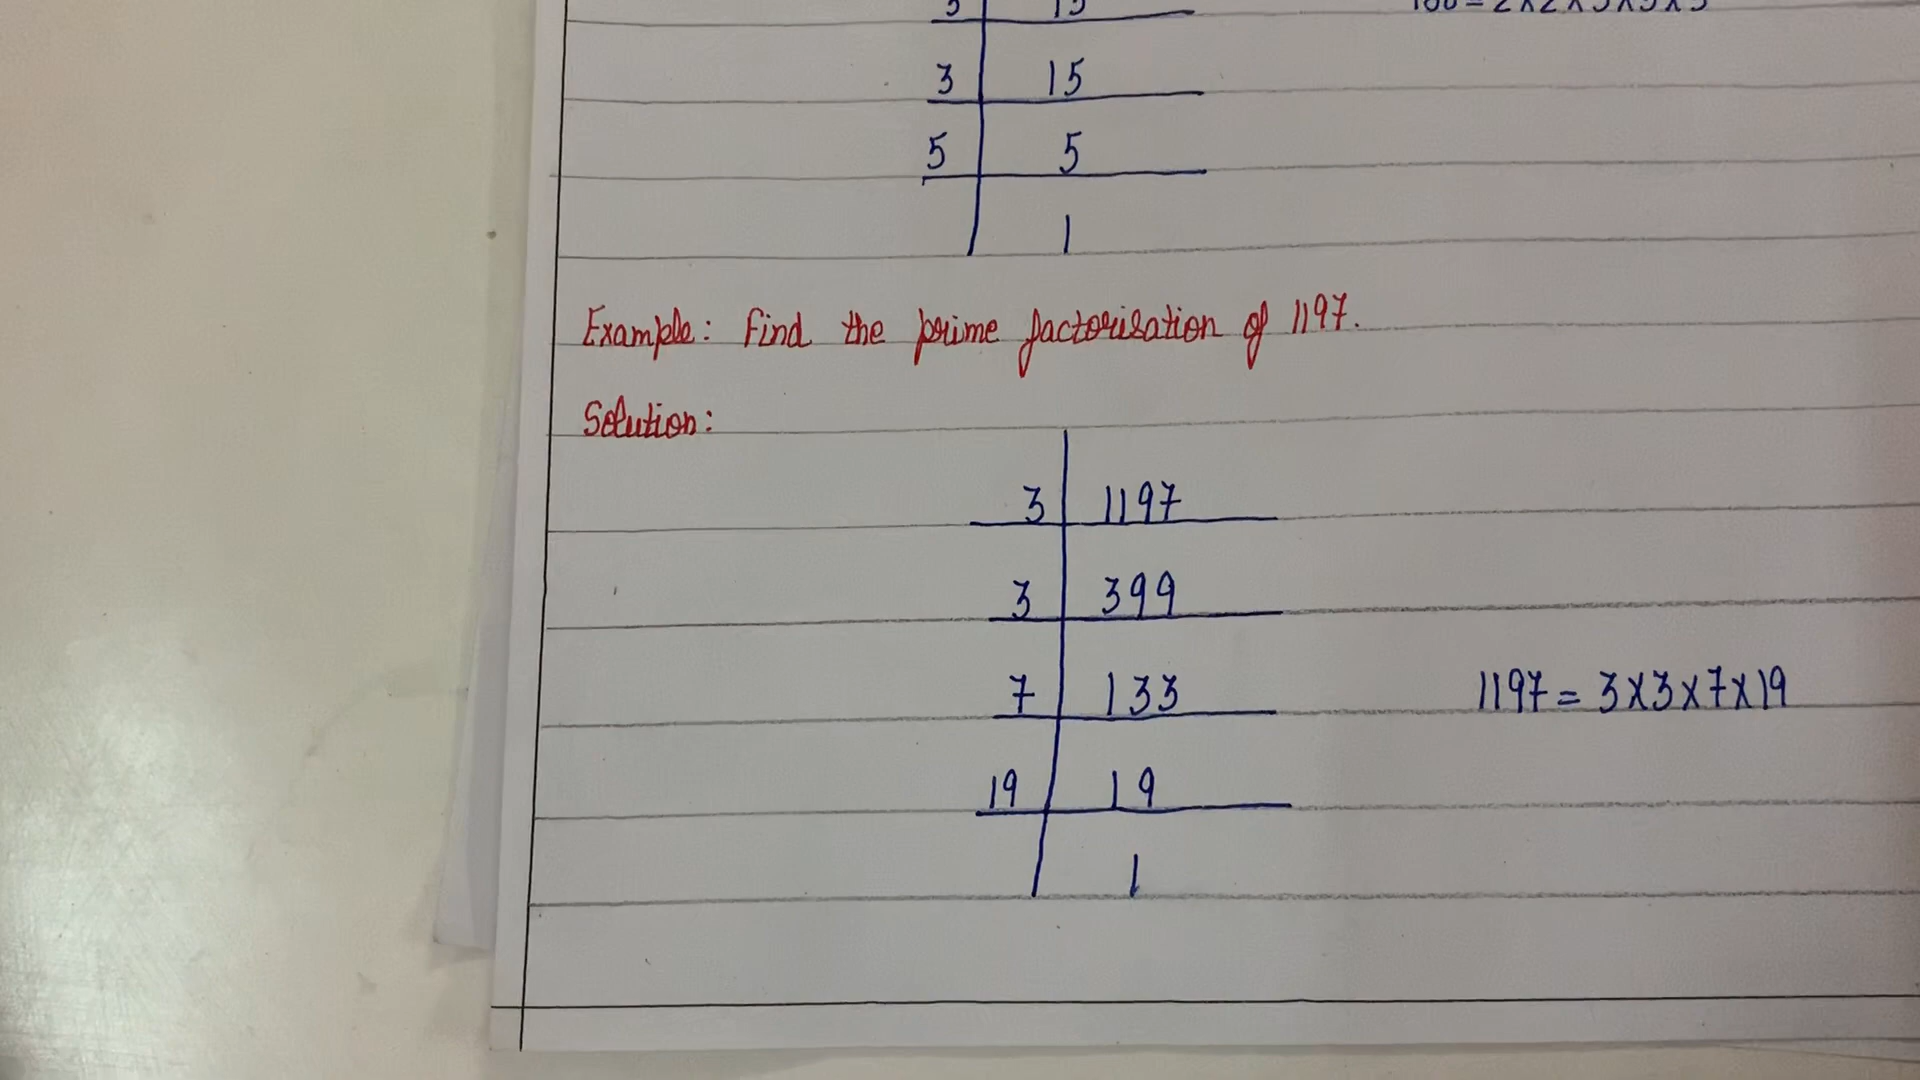 3 | 15
5 | 5
1
Example: Find the prime factorisation of 1197.
Solution:
3 | 1197
3 | 399
7 | 133
1197 = 3×3×7×19
19 | 19
1